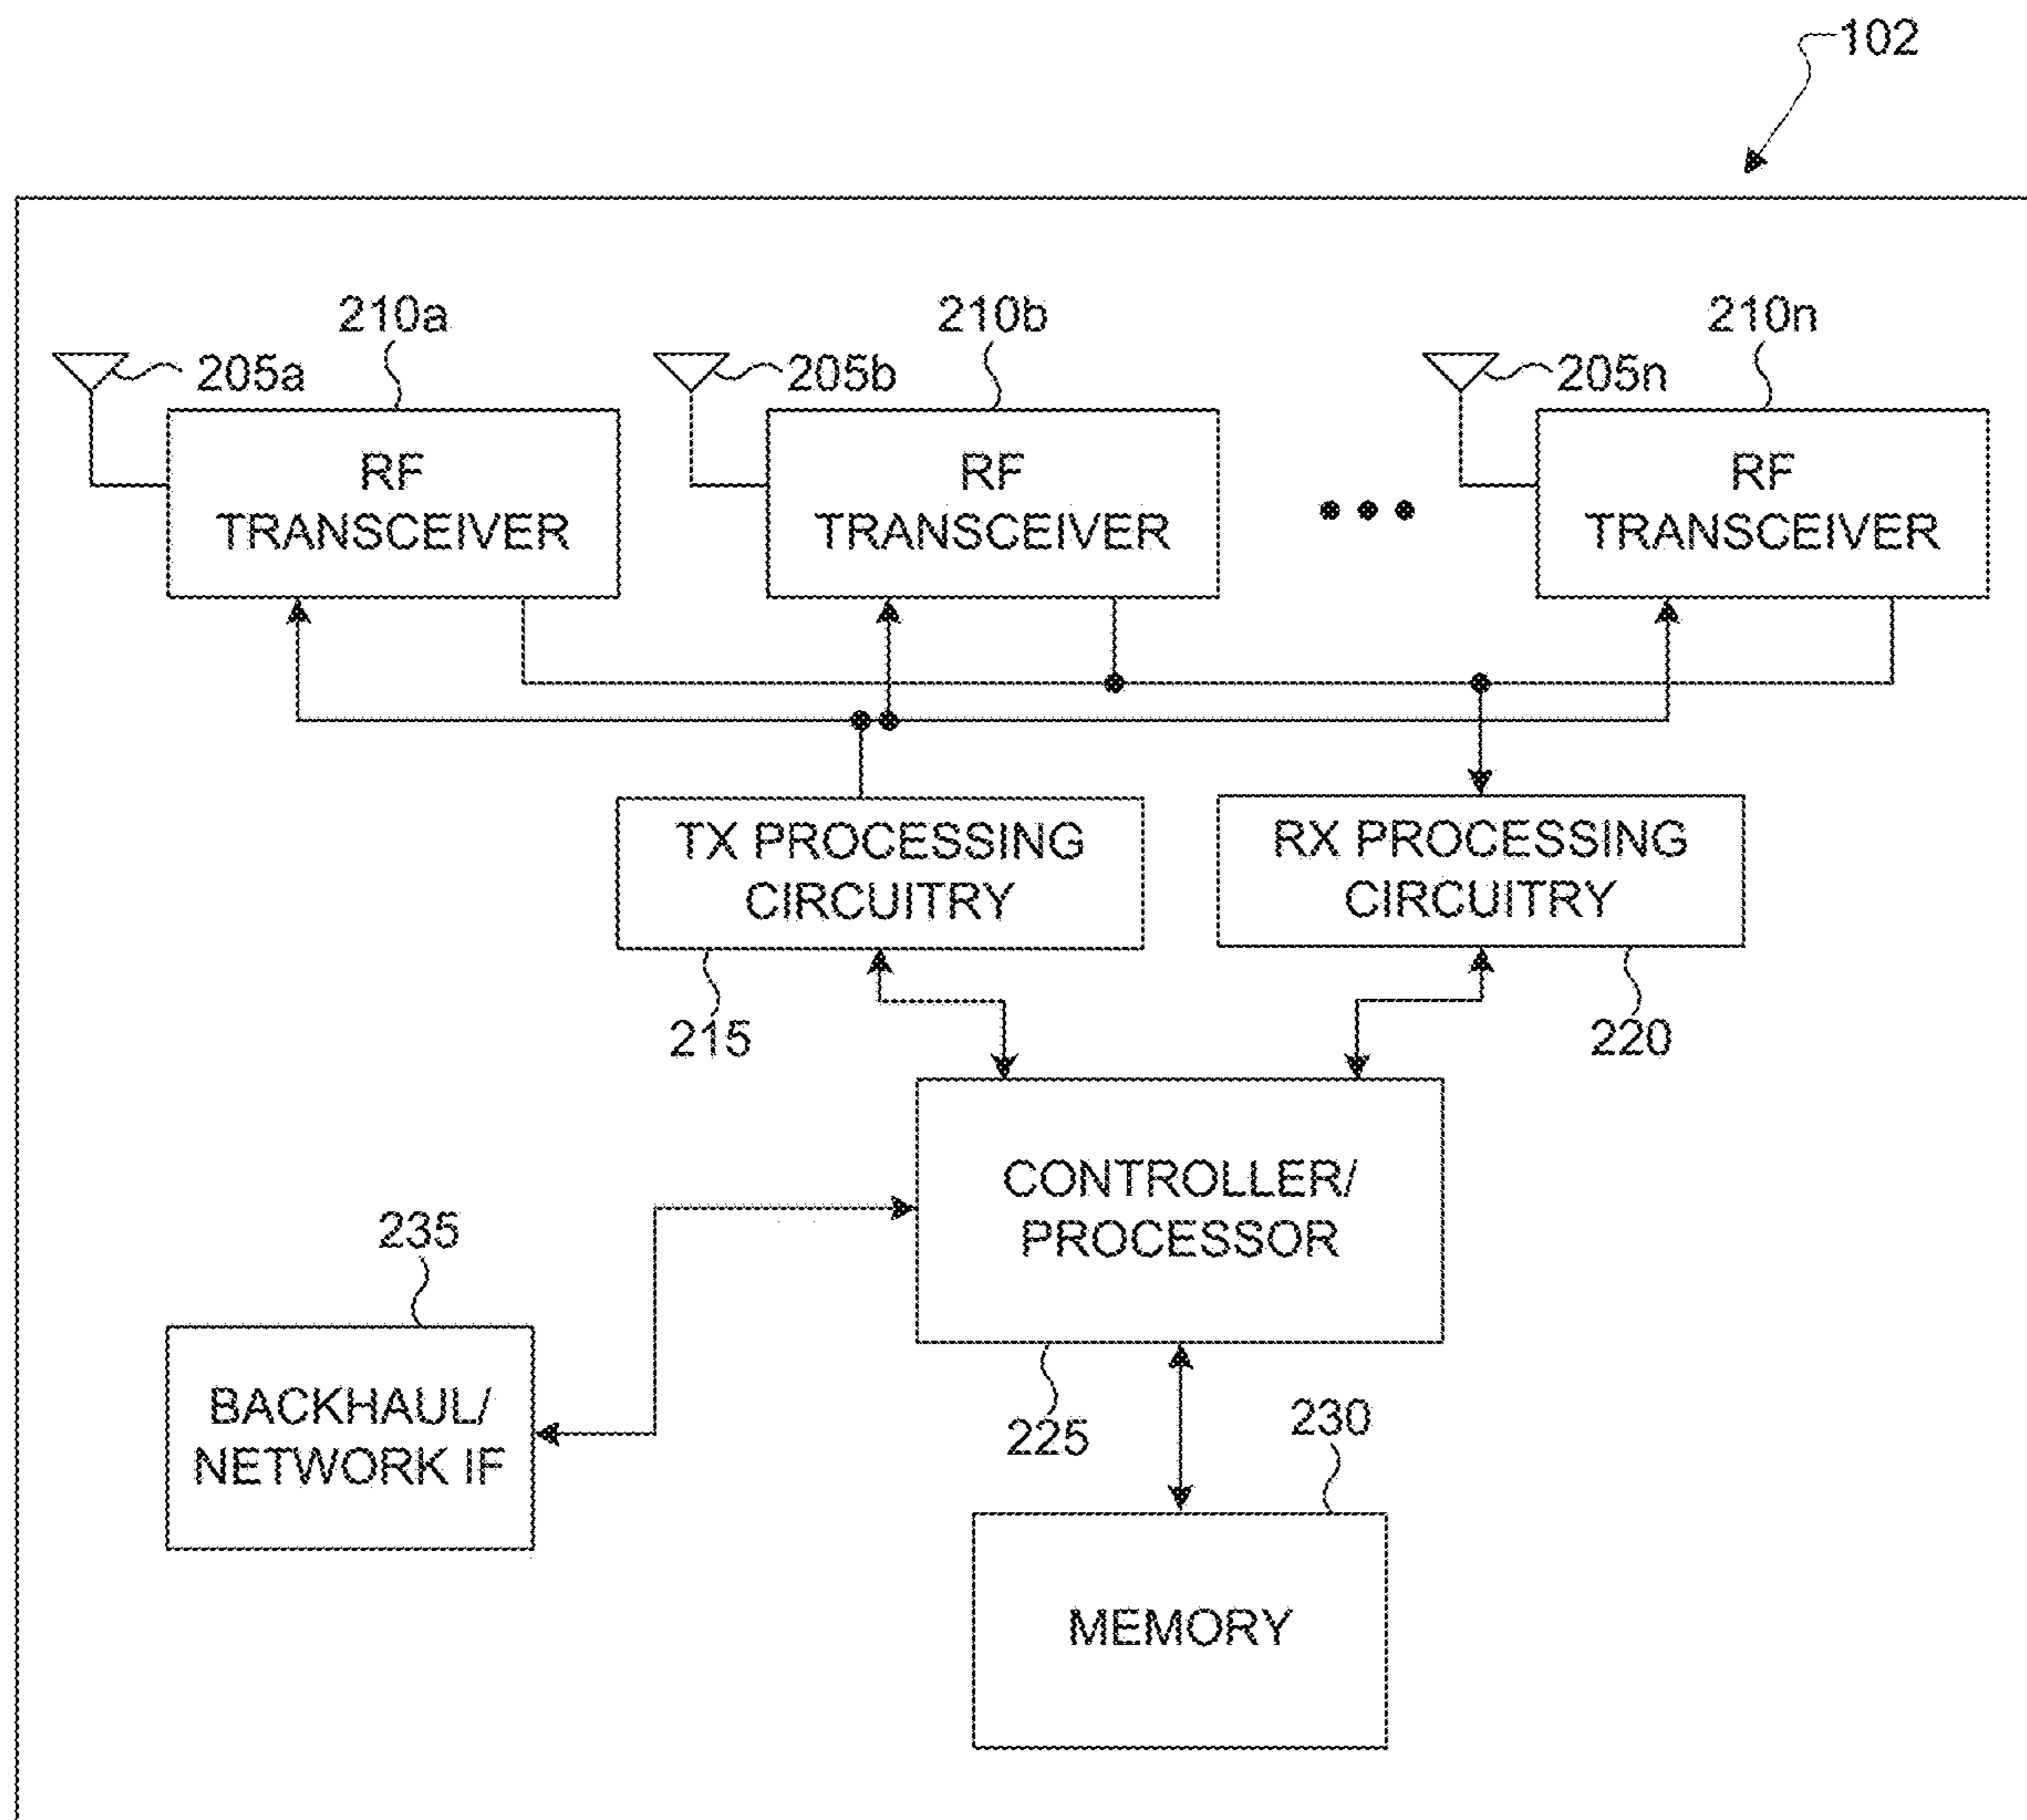 102
210a
210b
210n
205a
205b
205n
RF
TRANSCEIVER
RF
TRANSCEIVER
RF
TRANSCEIVER
TX PROCESSING
CIRCUITRY
RX PROCESSING
CIRCUITRY
215
220
CONTROLLER/
PROCESSOR
235
BACKHAUL/
NETWORK IF
225
230
MEMORY